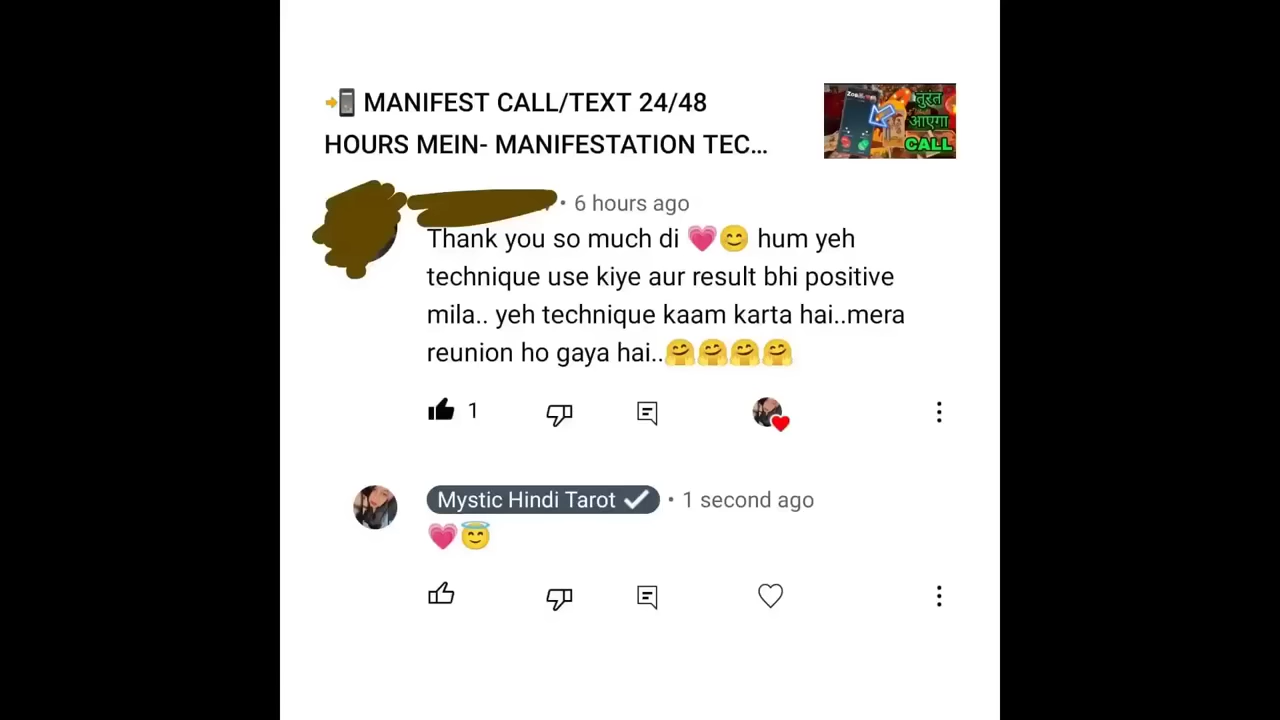 📲 MANIFEST CALL/TEXT 24/48
HOURS MEIN- MANIFESTATION TEC...
तुरंत
आएगा
CALL
• 6 hours ago
Thank you so much di 💗😊 hum yeh
technique use kiye aur result bhi positive
mila.. yeh technique kaam karta hai..mera
reunion ho gaya hai..🤗🤗🤗🤗
1
Mystic Hindi Tarot ✔ • 1 second ago
💗😇